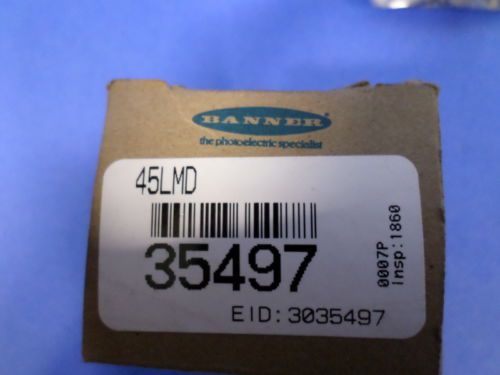 BANNER
the photoelectric specialist
45LMD
35497
EID: 3035497
0007P
insp:1860